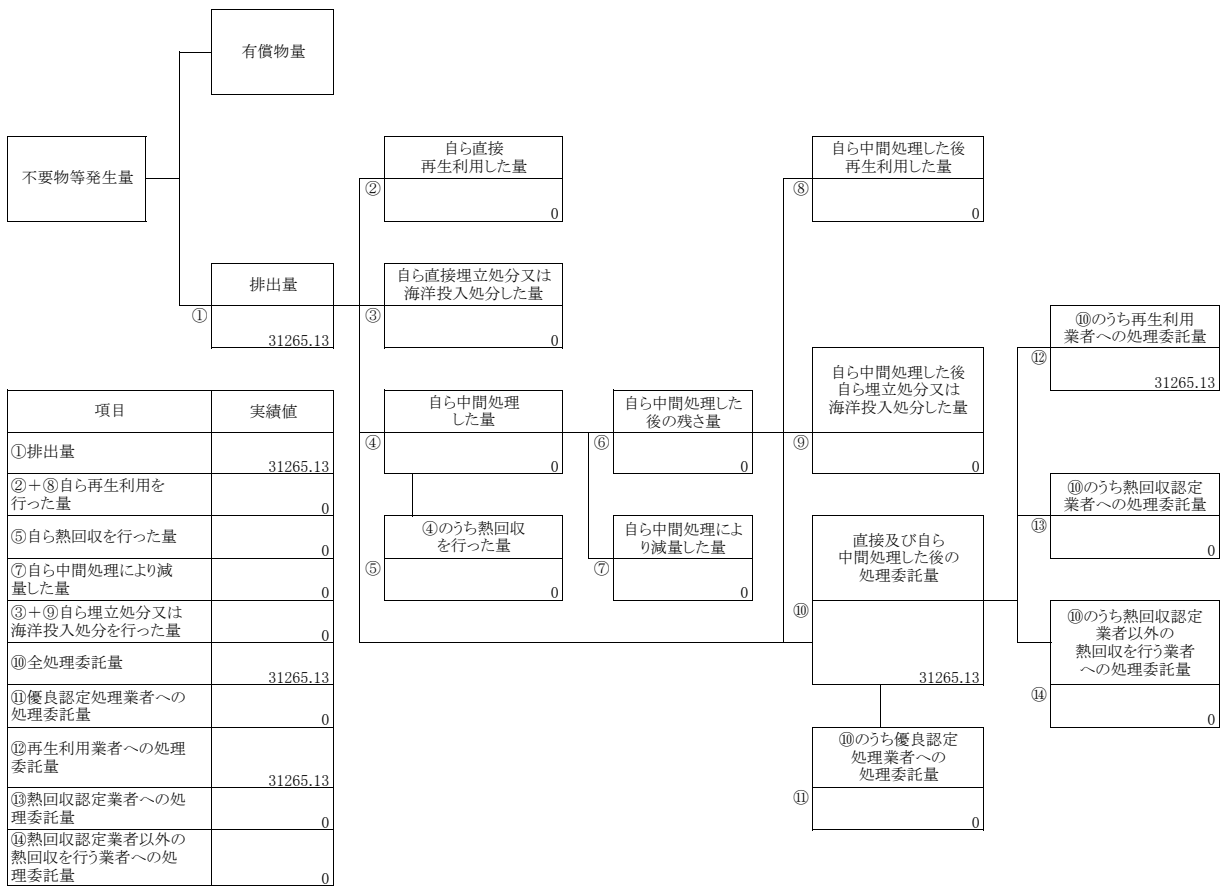 有償物量
不要物等発生量
自ら直接
再生利用した量
②
0
自ら中間処理した後
再生利用した量
⑧
0
排出量
①
31265.13
自ら直接埋立処分又は
海洋投入処分した量
③
0
⑩のうち再生利用
業者への処理委託量
⑫
31265.13
自ら中間処理した後
自ら埋立処分又は
海洋投入処分した量
⑨
0
自ら中間処理
した量
④
0
自ら中間処理した
後の残さ量
⑥
0
⑩のうち熱回収認定
業者への処理委託量
⑬
0
④のうち熱回収
を行った量
⑤
0
自ら中間処理によ
り減量した量
⑦
0
直接及び自ら
中間処理した後の
処理委託量
⑩
31265.13
⑩のうち熱回収認定
業者以外の
熱回収を行う業者
への処理委託量
⑭
0
⑩のうち優良認定
処理業者への
処理委託量
⑪
0
項目 実績値
①排出量
31265.13
②+⑧自ら再生利用を
行った量
0
⑤自ら熱回収を行った量
0
⑦自ら中間処理により減
量した量
0
③+⑨自ら埋立処分又は
海洋投入処分を行った量
0
⑩全処理委託量
31265.13
⑪優良認定処理業者への
処理委託量
0
⑫再生利用業者への処理
委託量
31265.13
⑬熱回収認定業者への処
理委託量
0
⑭熱回収認定業者以外の
熱回収を行う業者への処
理委託量
0